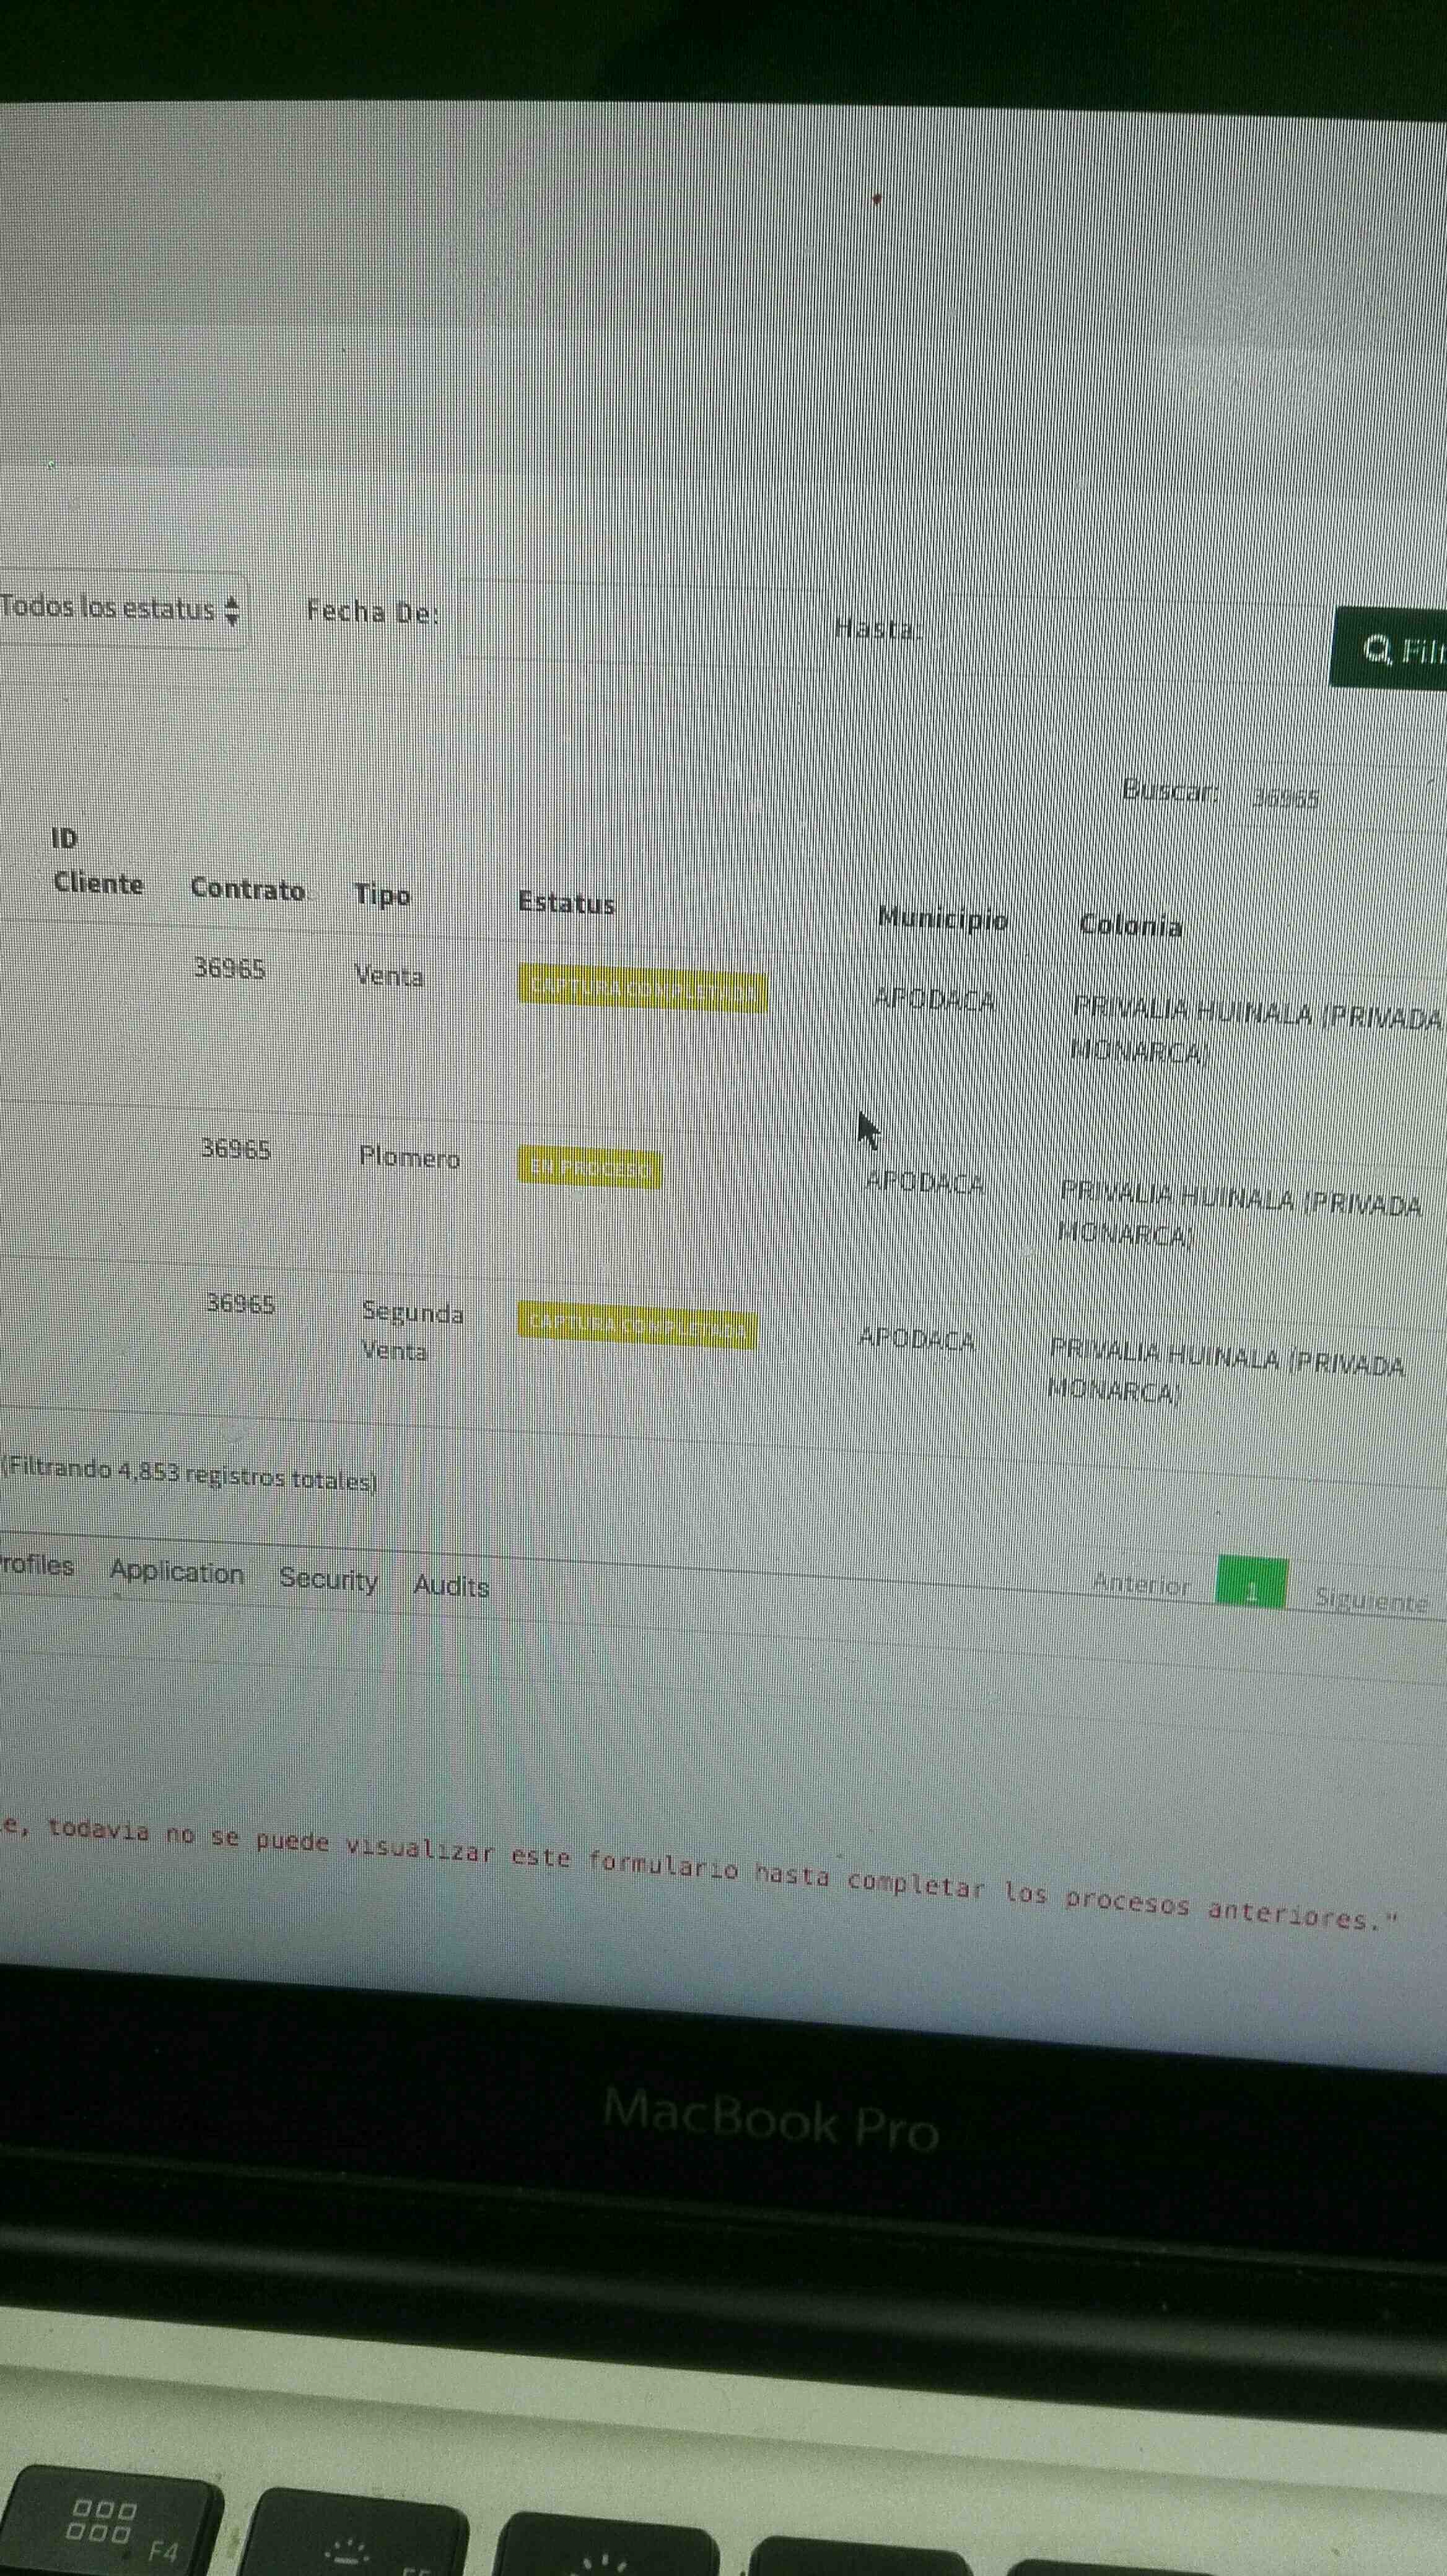 Todos los estatus
Fecha De:
Hasta:
Buscar: 36965
ID
Cliente Contrato Tipo Estatus Municipio Colonia
36965 Venta CAPTURA COMPLETADA APODACA PRIVALIA HUINALA (PRIVADA
MONARCA)
36965 Plomero EN PROCESO APODACA PRIVALIA HUINALA (PRIVADA
MONARCA)
36965 Segunda CAPTURA COMPLETADA APODACA PRIVALIA HUINALA (PRIVADA
Venta MONARCA)
(Filtrando 4,853 registros totales)
Anterior 1 Siguiente
rofiles Application Security Audits
e, todavia no se puede visualizar este formulario hasta completar los procesos anteriores."
MacBook Pro
F4